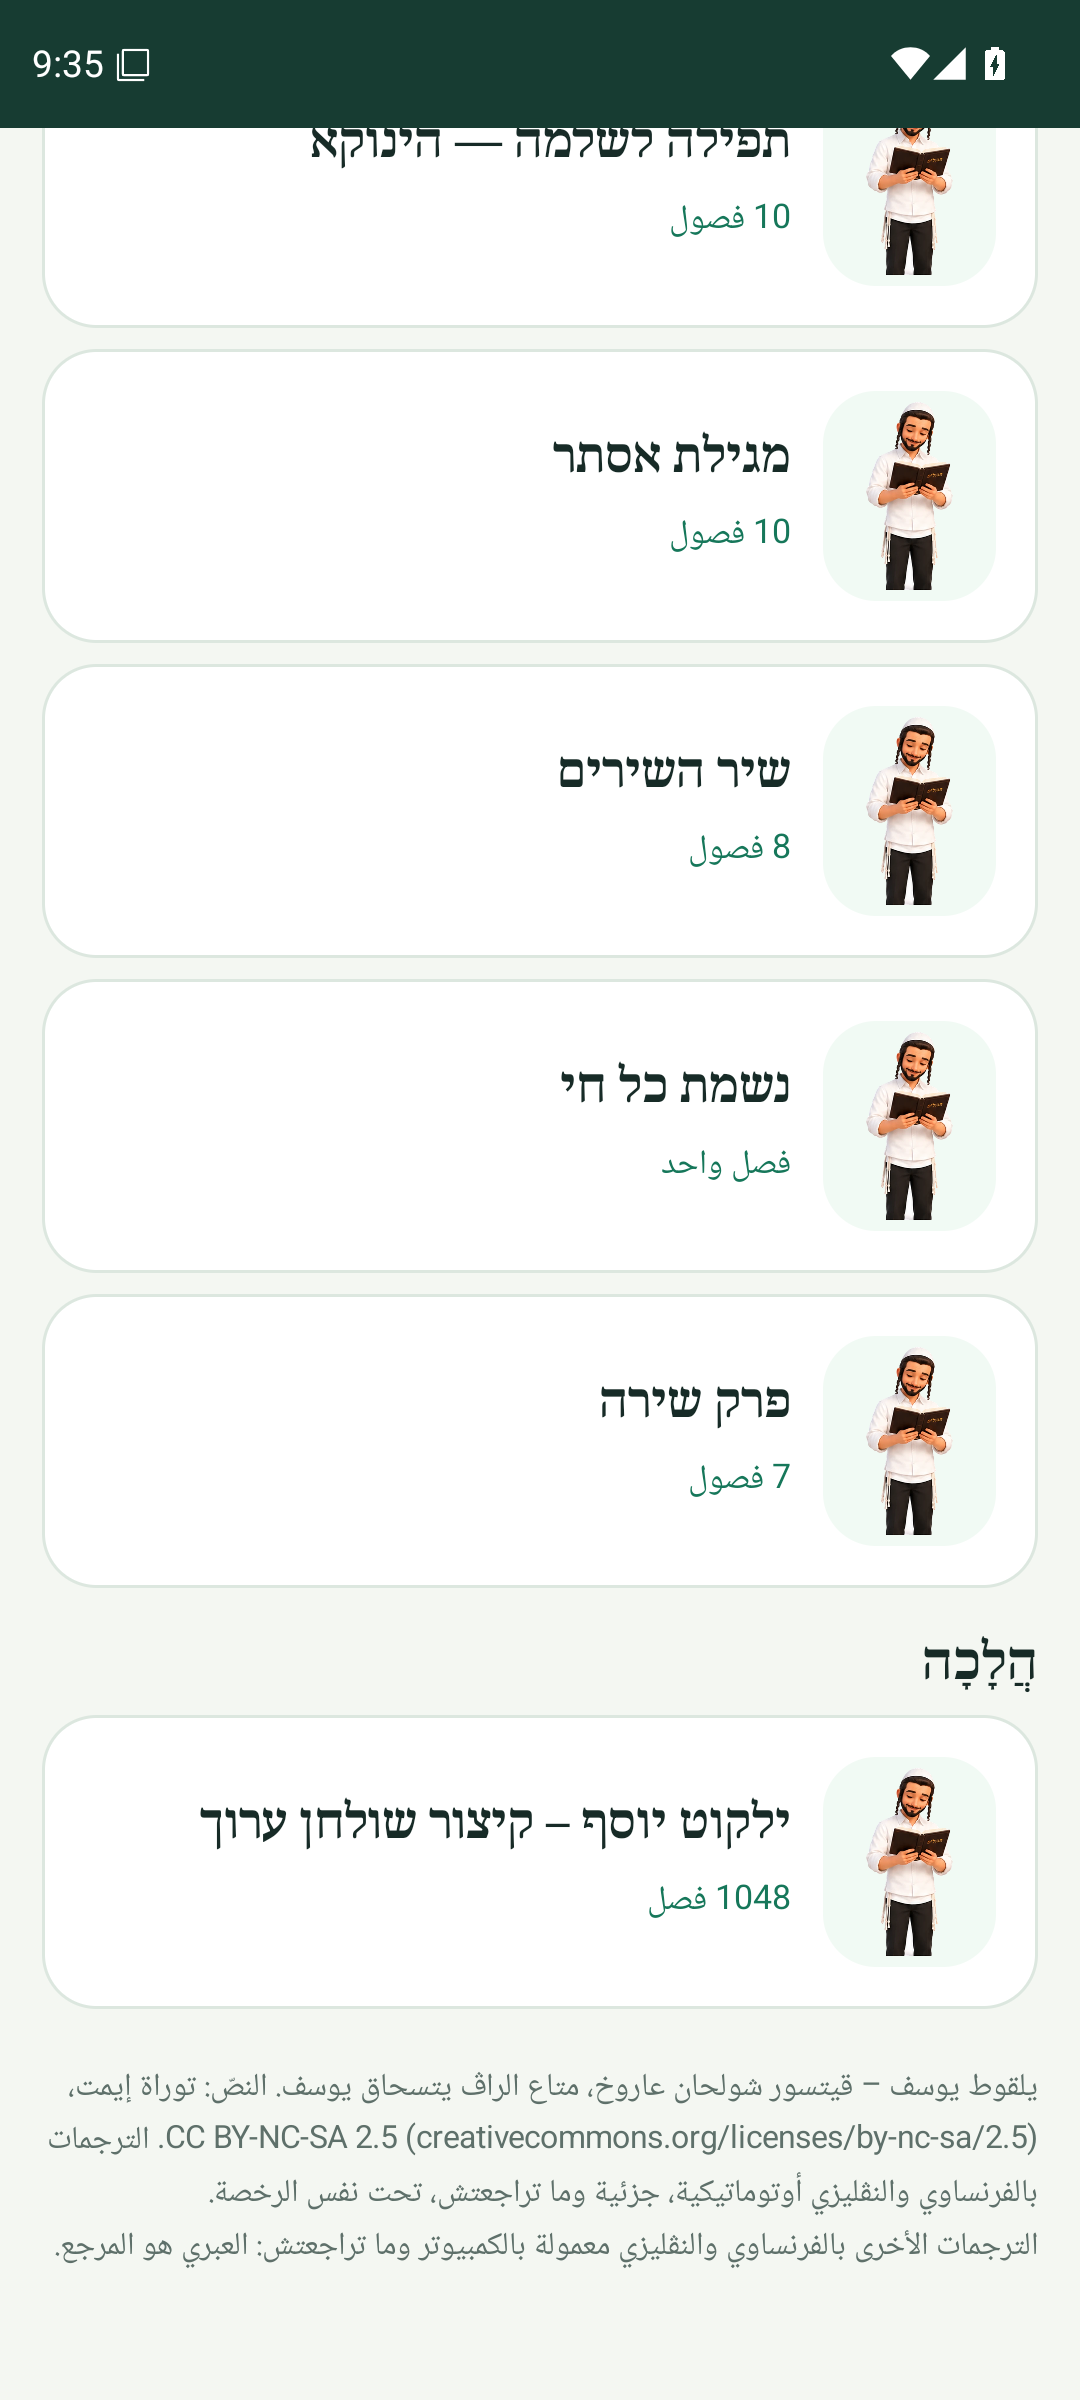 9:35
תפילה לשלמה — הינוקא
10 فصول
מגילת אסתר
10 فصول
שיר השירים
8 فصول
נשמת כל חי
فصل واحد
פרק שירה
7 فصول
הֲלָכָה
ילקוט יוסף – קיצור שולחן ערוך
1048 فصل
يلقوط يوسف – قيتسور شولحان عاروخ، متاع الراڤ يتسحاق يوسف. النصّ: توراة إيمت،
CC BY-NC-SA 2.5 (creativecommons.org/licenses/by-nc-sa/2.5). الترجمات
بالفرنساوي والنڤليزي أوتوماتيكية، جزئية وما تراجعتش، تحت نفس الرخصة.
الترجمات الأخرى بالفرنساوي والنڤليزي معمولة بالكمبيوتر وما تراجعتش: العبري هو المرجع.